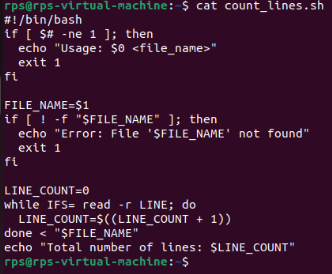 rps@rps-virtual-machine:~$ cat count_lines.sh
#!/bin/bash
if [ $# -ne 1 ]; then
  echo "Usage: $0 <file_name>"
  exit 1
fi

FILE_NAME=$1
if [ ! -f "$FILE_NAME" ]; then
  echo "Error: File '$FILE_NAME' not found"
  exit 1
fi

LINE_COUNT=0
while IFS= read -r LINE; do
  LINE_COUNT=$((LINE_COUNT + 1))
done < "$FILE_NAME"
echo "Total number of lines: $LINE_COUNT"
rps@rps-virtual-machine:~$